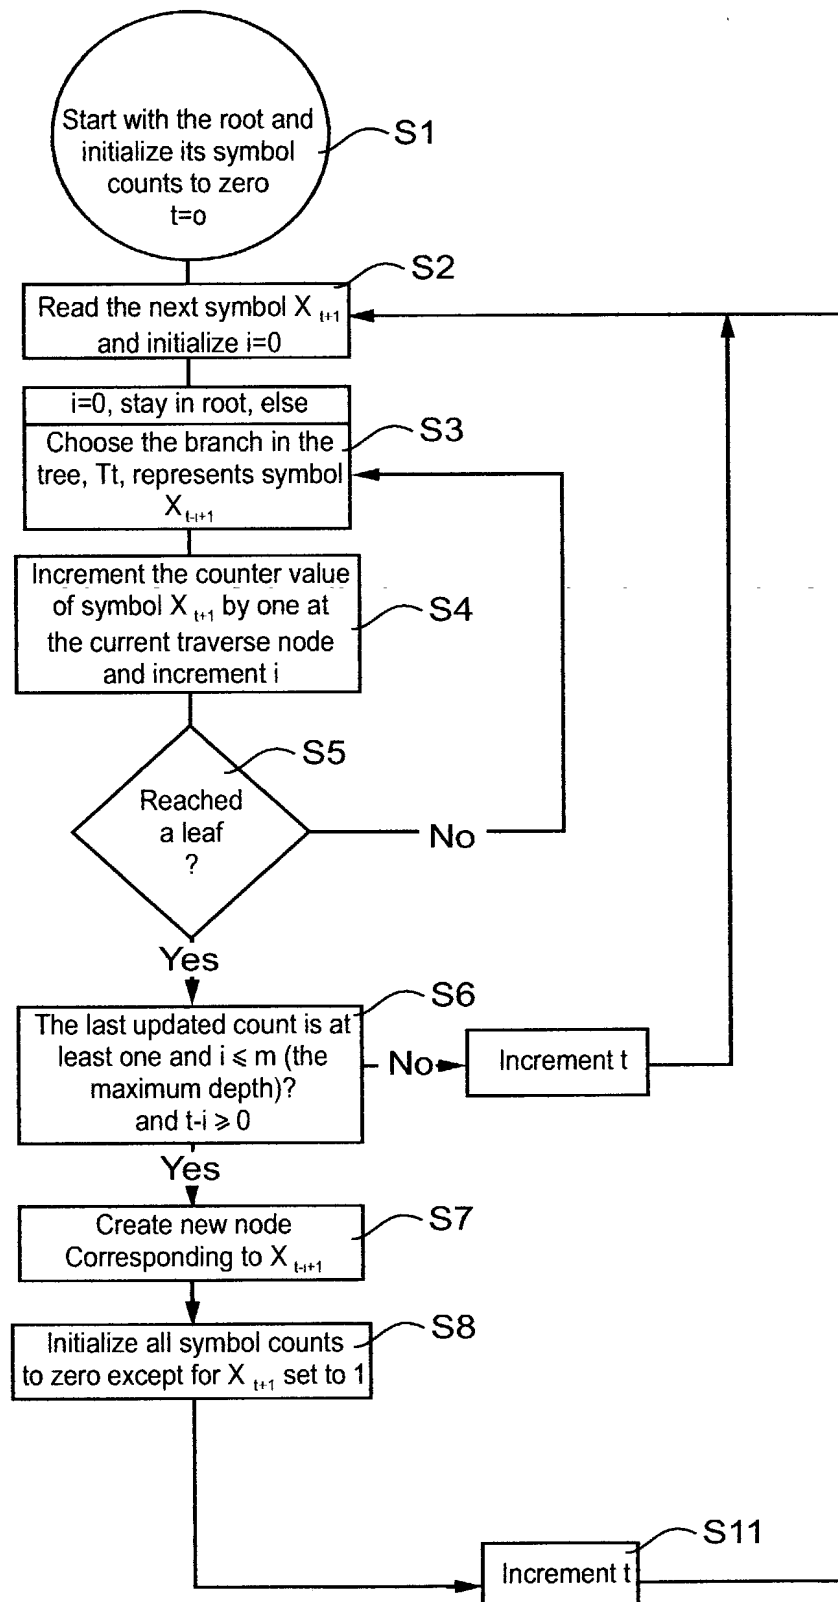 Start with the root and
initialize its symbol
counts to zero
t=o
S1
S2
Read the next symbol X t+1
and initialize i=0
i=0, stay in root, else
S3
Choose the branch in the
tree, Tt, represents symbol
X t-i+1
Increment the counter value
of symbol X t+1 by one at
the current traverse node
and increment i
S4
S5
Reached
a leaf
?
No
Yes
S6
The last updated count is at
least one and i ⩽ m (the
maximum depth)?
and t-i ⩾ 0
No
Increment t
Yes
S7
Create new node
Corresponding to X t-i+1
S8
Initialize all symbol counts
to zero except for X t+1 set to 1
S11
Increment t